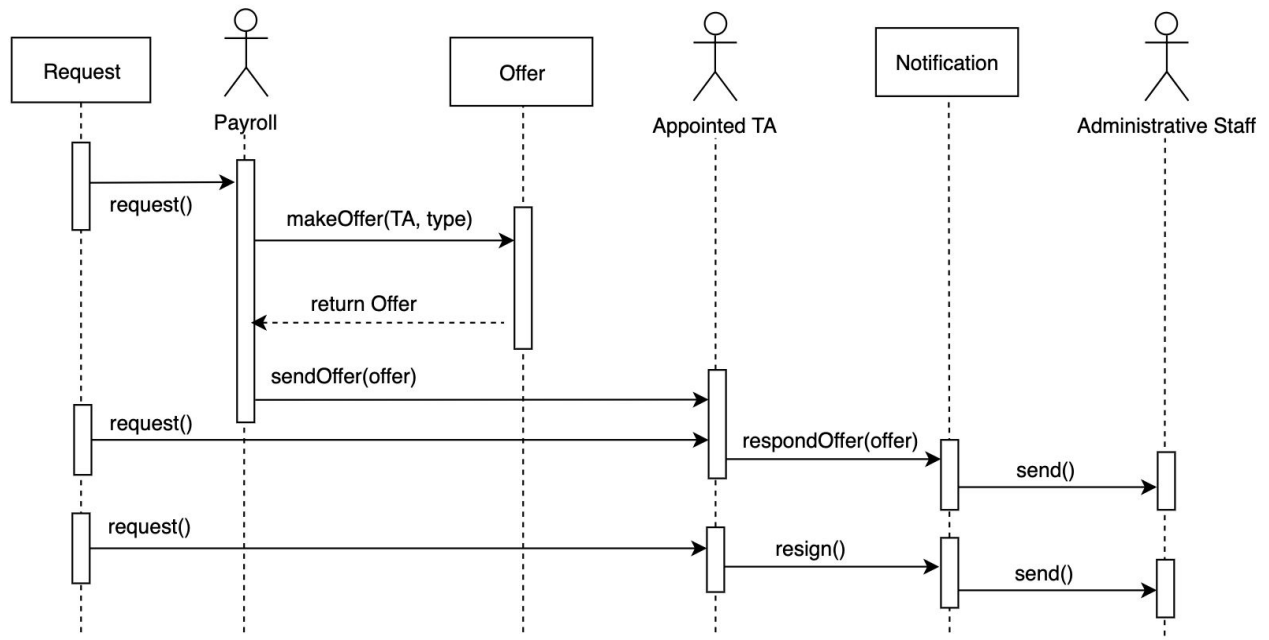 Request
Payroll
Offer
Appointed TA
Notification
Administrative Staff
request()
makeOffer(TA, type)
return Offer
sendOffer(offer)
request()
respondOffer(offer)
send()
request()
resign()
send()